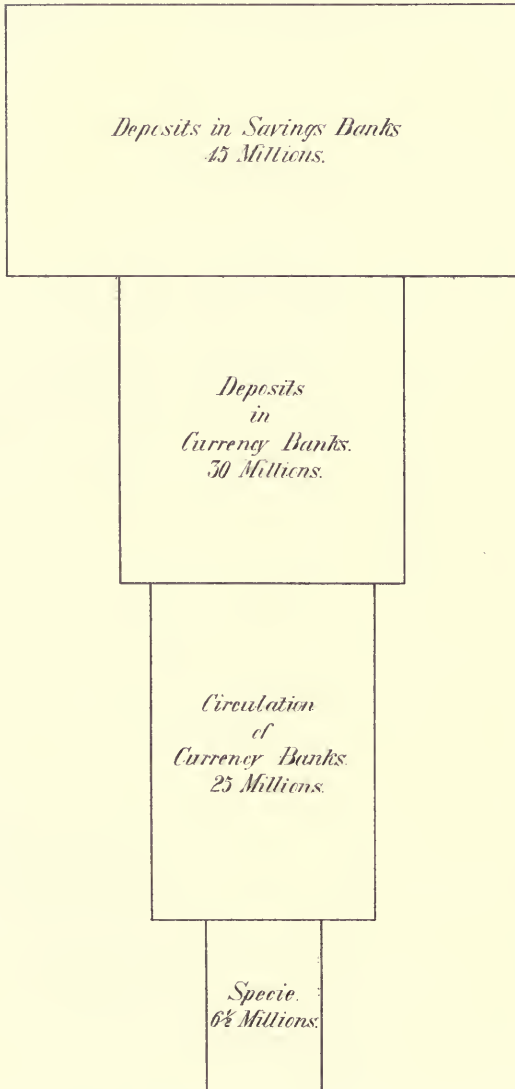 Deposits in Savings Banks
45 Millions.
Deposits
in
Currency Banks.
30 Millions.
Circulation
of
Currency Banks.
25 Millions.
Specie.
6½ Millions.